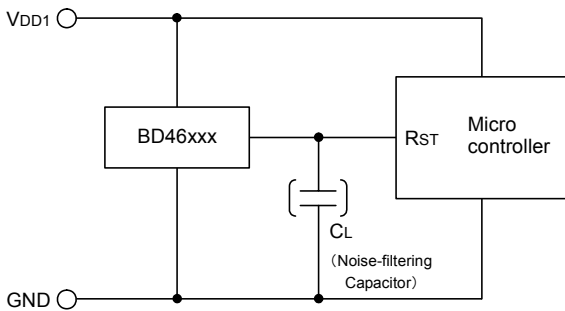 VDD1
BD46xxx
RST
Micro
controller
CL
(Noise-filtering
Capacitor)
GND